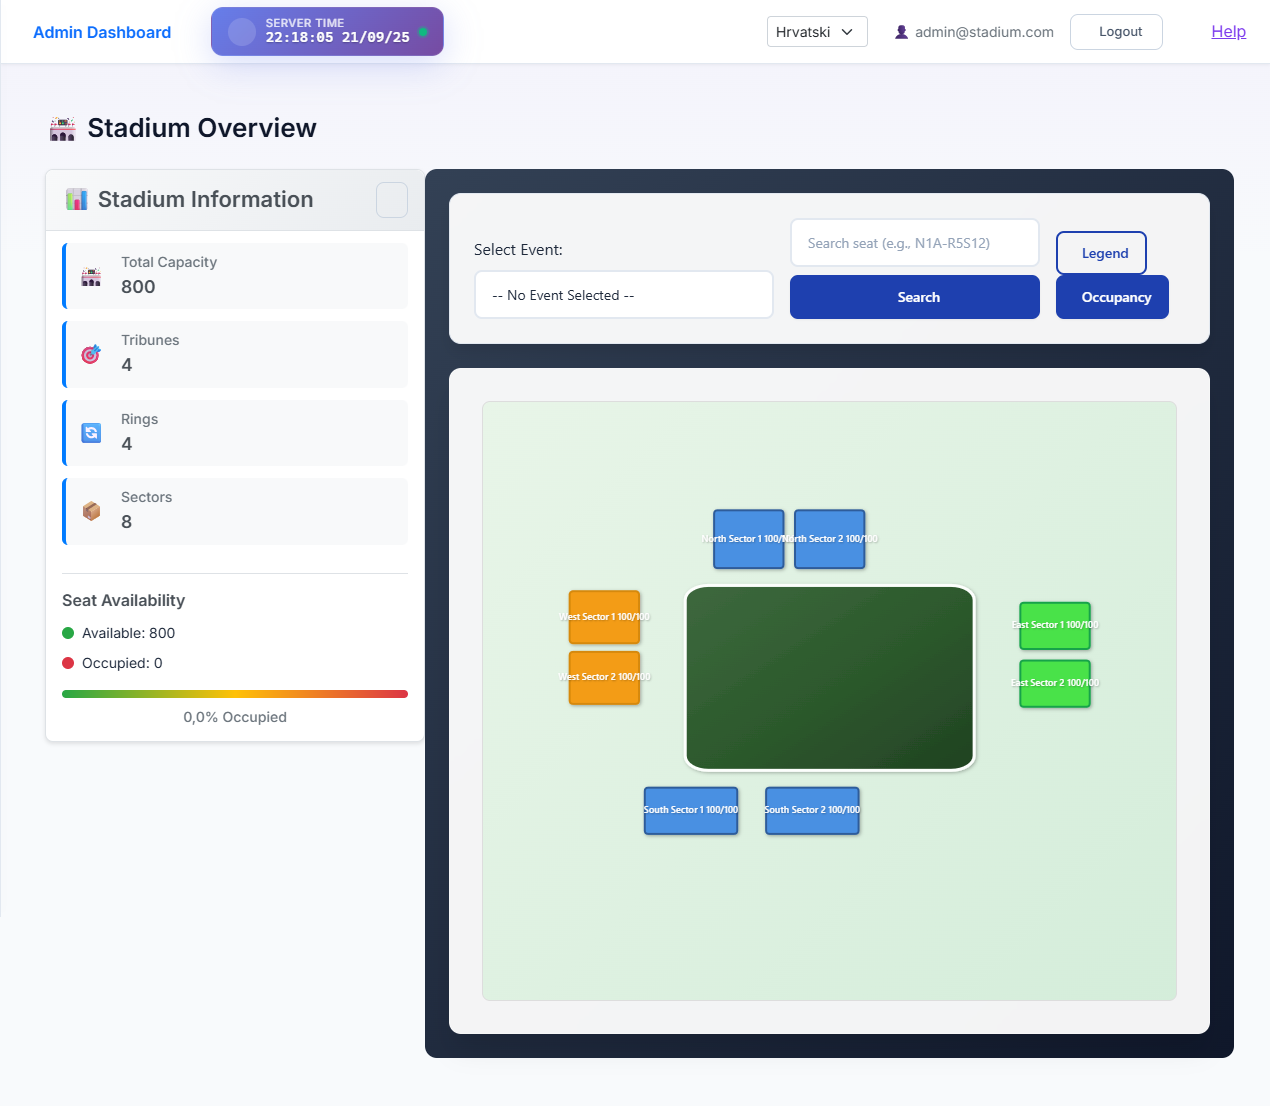 Admin Dashboard
SERVER TIME
22:18:05 21/09/25
Hrvatski
admin@stadium.com
Logout
Help
Stadium Overview
Stadium Information
Total Capacity
800
Tribunes
4
Rings
4
Sectors
8
Seat Availability
Available: 800
Occupied: 0
0,0% Occupied
Select Event:
-- No Event Selected --
Search seat (e.g., N1A-R5S12)
Search
Legend
Occupancy
North Sector 1 100/
North Sector 2 100/100
West Sector 1 100/100
West Sector 2 100/100
East Sector 1 100/100
East Sector 2 100/100
South Sector 1 100/100
South Sector 2 100/100